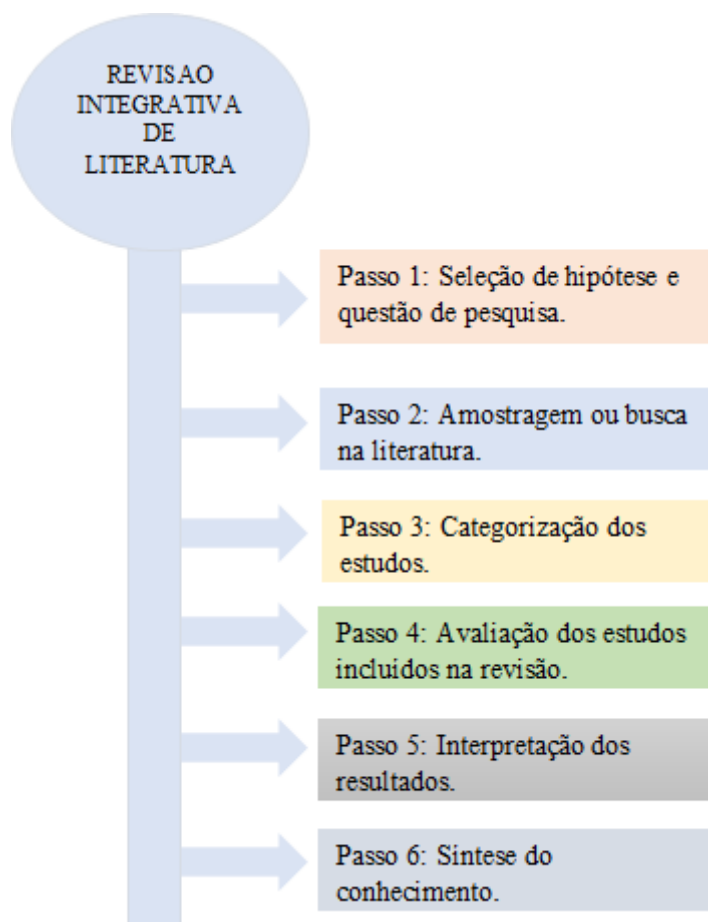 REVISAO
INTEGRATIVA
DE
LITERATURA
Passo 1: Seleção de hipótese e
questão de pesquisa.
Passo 2: Amostragem ou busca
na literatura.
Passo 3: Categorização dos
estudos.
Passo 4: Avaliação dos estudos
incluidos na revisão.
Passo 5: Interpretação dos
resultados.
Passo 6: Sintese do
conhecimento.